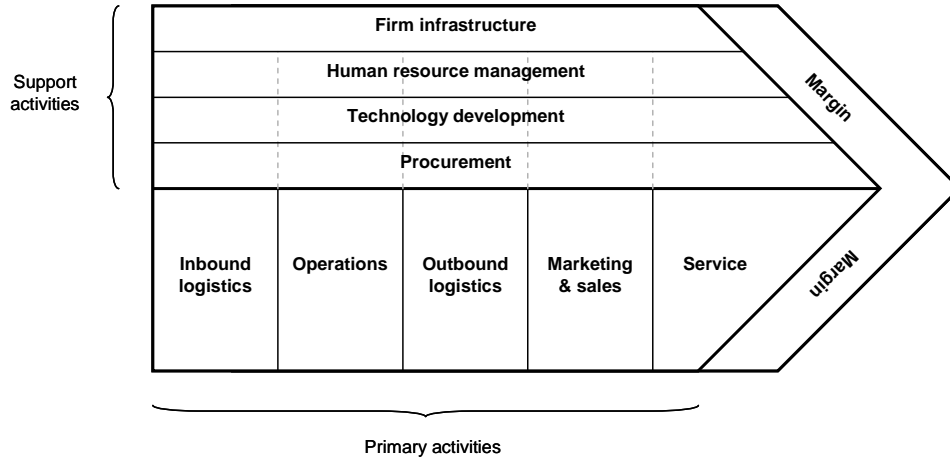 Firm infrastructure
Human resource management
Support
activities
Technology development
Procurement
Margin
Inbound
logistics
Operations
Outbound
logistics
Marketing
& sales
Service
Margin
Primary activities